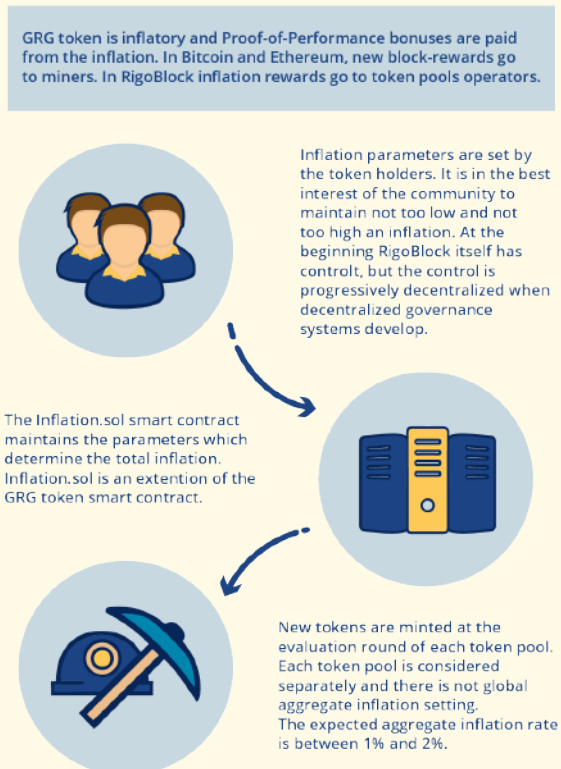 GRG token is inflatory and Proof-of-Performance bonuses are paid
from the inflation. In Bitcoin and Ethereum, new block-rewards go
to miners. In RigoBlock inflation rewards go to token pools operators.
Inflation parameters are set by
the token holders. It is in the best
interest of the community to
maintain not too low and not
too high an inflation. At the
beginning RigoBlock itself has
controlt, but the control is
progressively decentralized when
decentralized governance
systems develop.
The Inflation.sol smart contract
maintains the parameters which
determine the total inflation.
Inflation.sol is an extention of the
GRG token smart contract.
New tokens are minted at the
evaluation round of each token pool.
Each token pool is considered
separately and there is not global
aggregate inflation setting.
The expected aggregate inflation rate
is between 1% and 2%.